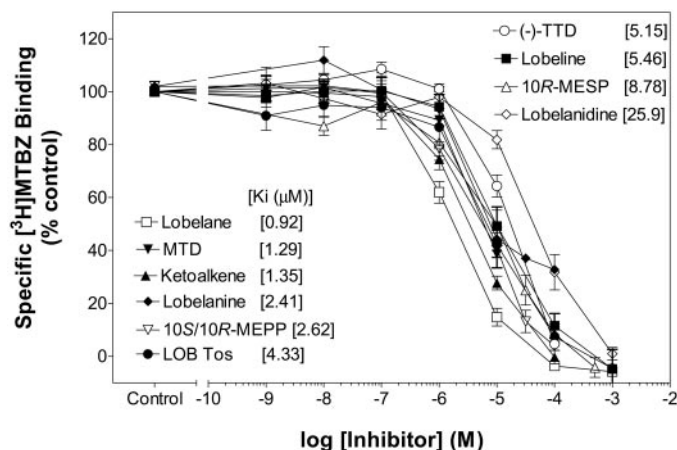 Specific [³H]MTBZ Binding
(% control)
120
100
80
60
40
20
0
(-)-TTD [5.15]
Lobeline [5.46]
10R-MESP [8.78]
Lobelanidine [25.9]
[Ki (μM)]
Lobelane [0.92]
MTD [1.29]
Ketoalkene [1.35]
Lobelanine [2.41]
10S/10R-MEPP [2.62]
LOB Tos [4.33]
Control -10 -9 -8 -7 -6 -5 -4 -3 -2
log [Inhibitor] (M)